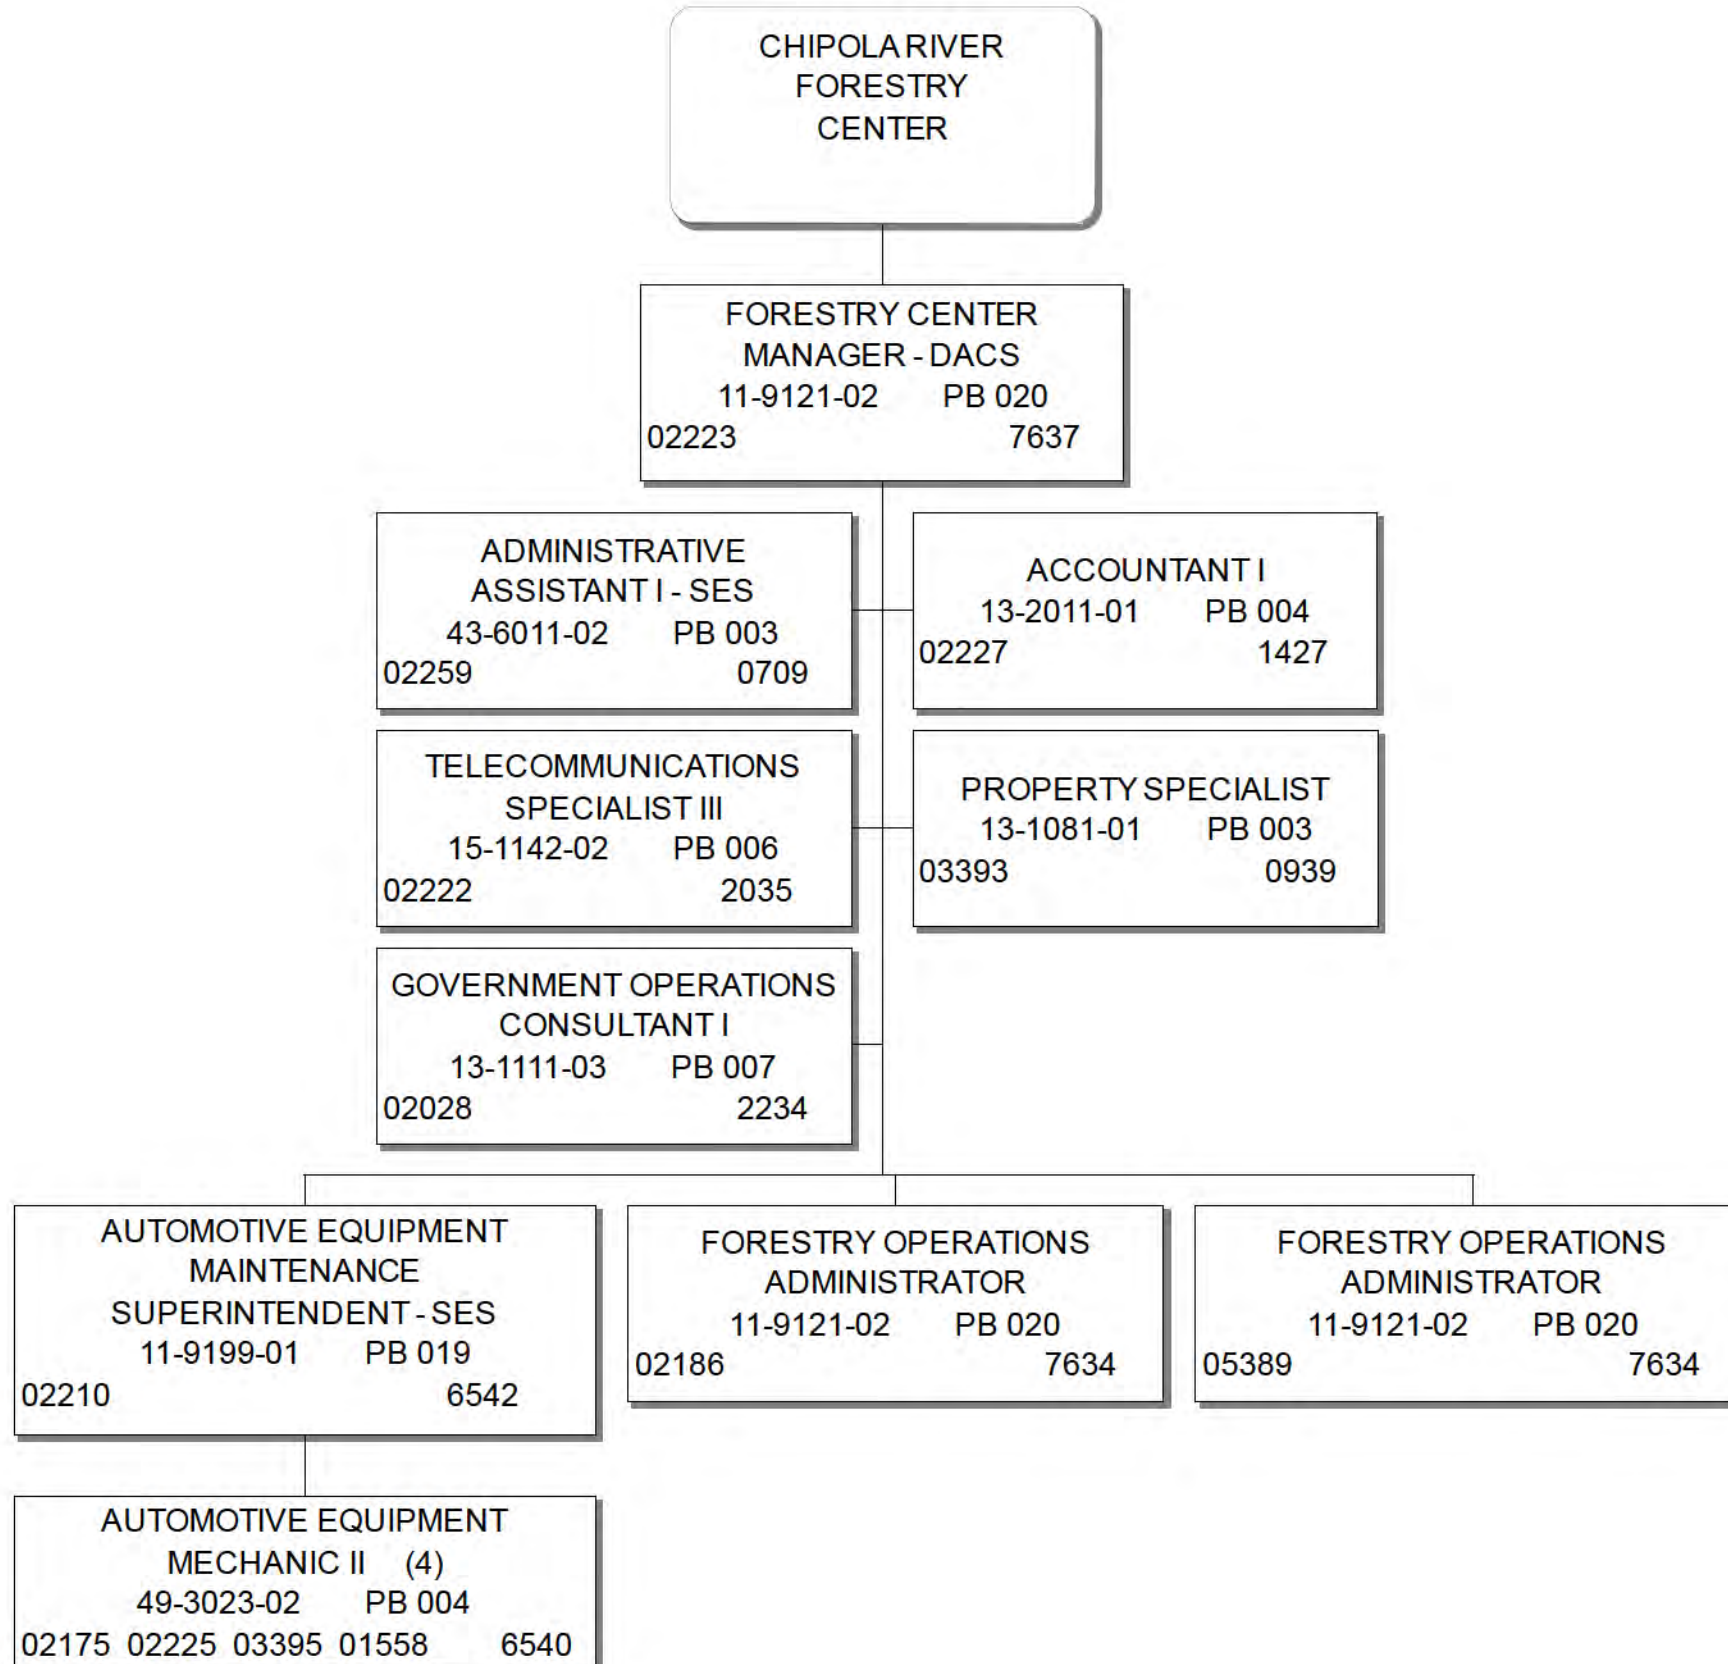 CHIPOLA RIVER
FORESTRY
CENTER
FORESTRY CENTER
MANAGER - DACS
11-9121-02 PB 020
02223 7637
ADMINISTRATIVE
ASSISTANT I - SES
43-6011-02 PB 003
02259 0709
ACCOUNTANT I
13-2011-01 PB 004
02227 1427
TELECOMMUNICATIONS
SPECIALIST III
15-1142-02 PB 006
02222 2035
PROPERTY SPECIALIST
13-1081-01 PB 003
03393 0939
GOVERNMENT OPERATIONS
CONSULTANT I
13-1111-03 PB 007
02028 2234
AUTOMOTIVE EQUIPMENT
MAINTENANCE
SUPERINTENDENT - SES
11-9199-01 PB 019
02210 6542
FORESTRY OPERATIONS
ADMINISTRATOR
11-9121-02 PB 020
02186 7634
FORESTRY OPERATIONS
ADMINISTRATOR
11-9121-02 PB 020
05389 7634
AUTOMOTIVE EQUIPMENT
MECHANIC II (4)
49-3023-02 PB 004
02175 02225 03395 01558 6540